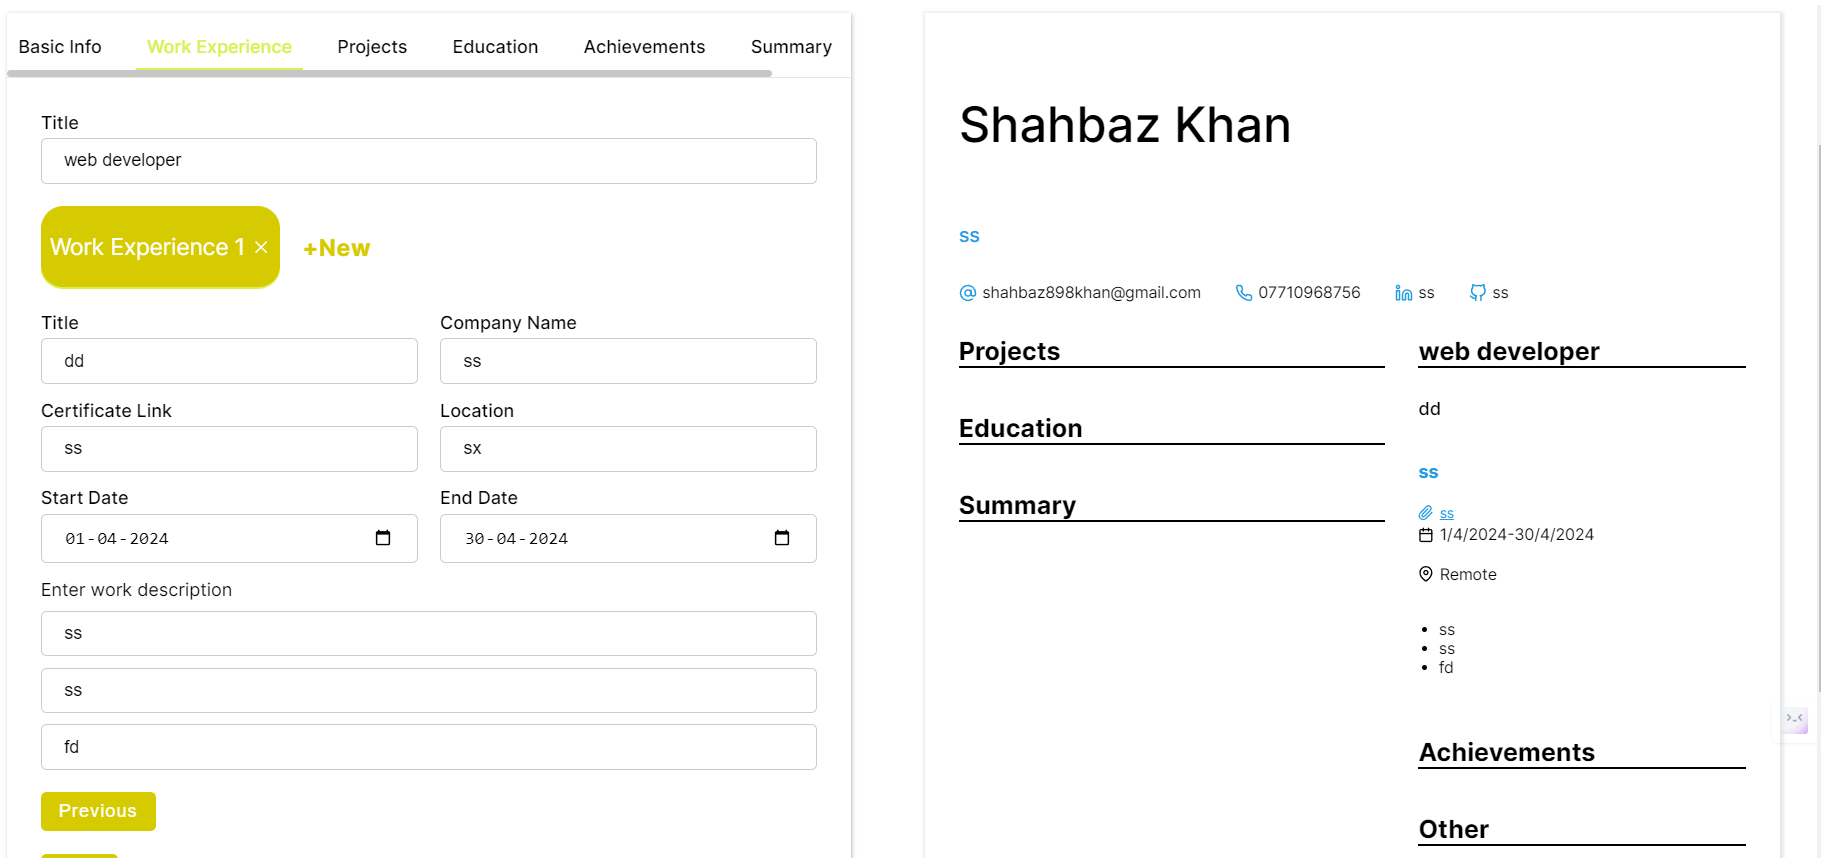 Basic Info Work Experience Projects Education Achievements Summary
Title
web developer
Work Experience 1 ×
+New
Title Company Name
dd ss
Certificate Link Location
ss sx
Start Date End Date
01-04-2024 30-04-2024
Enter work description
ss
ss
fd
Previous
Shahbaz Khan
ss
shahbaz898khan@gmail.com 07710968756 ss ss
Projects
Education
Summary
web developer
dd
ss
ss
1/4/2024-30/4/2024
Remote
• ss
• ss
• fd
Achievements
Other